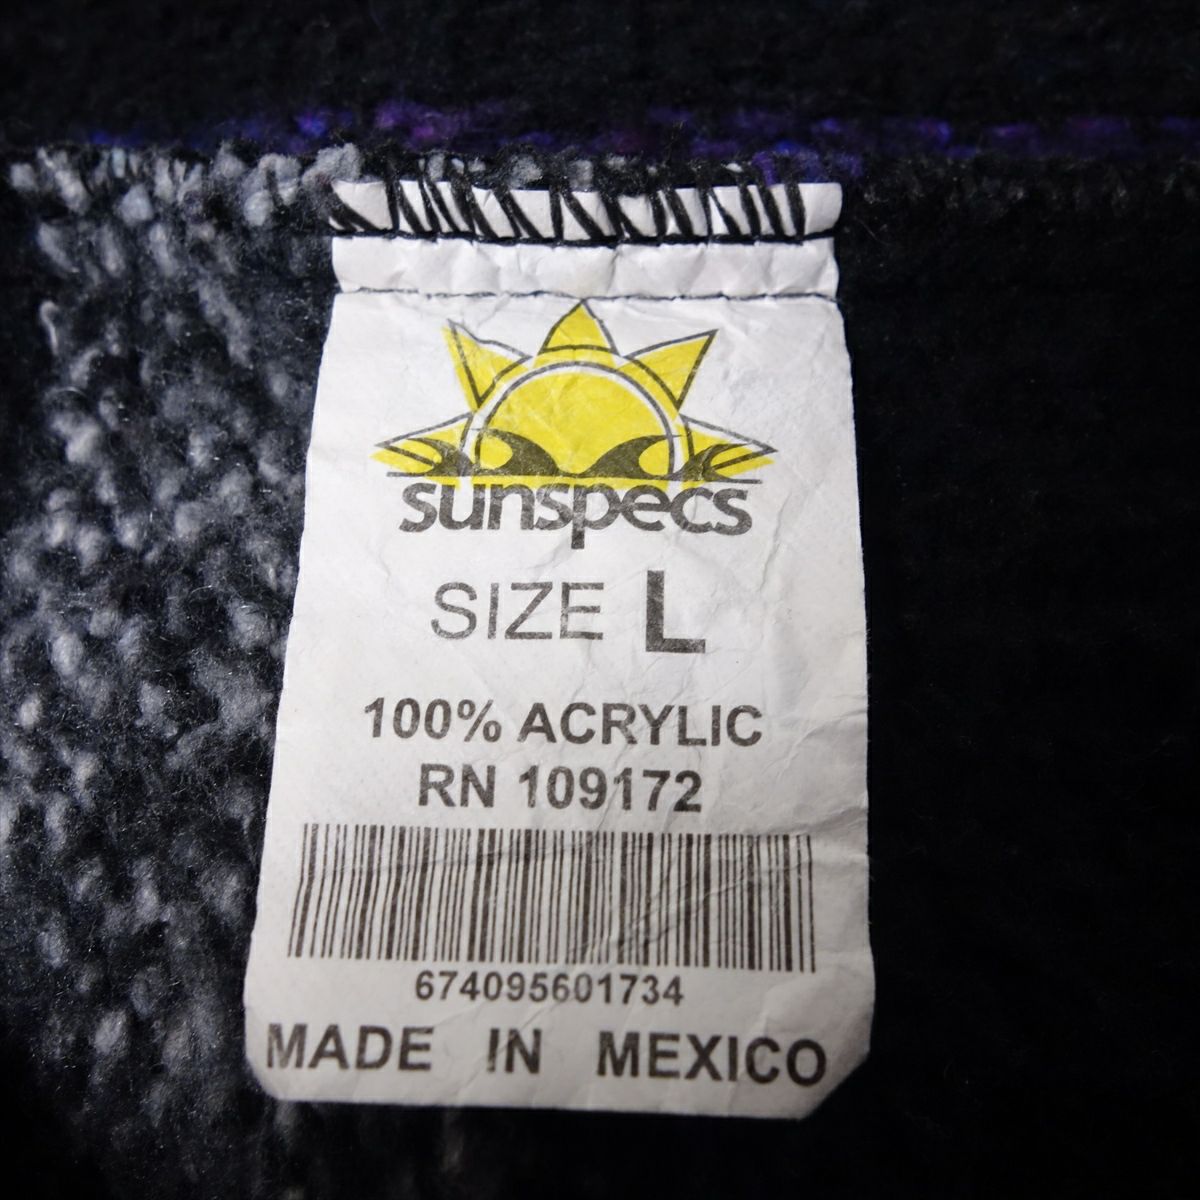 sunspecs
SIZE L
100% ACRYLIC
RN 109172
674095601734
MADE IN MEXICO